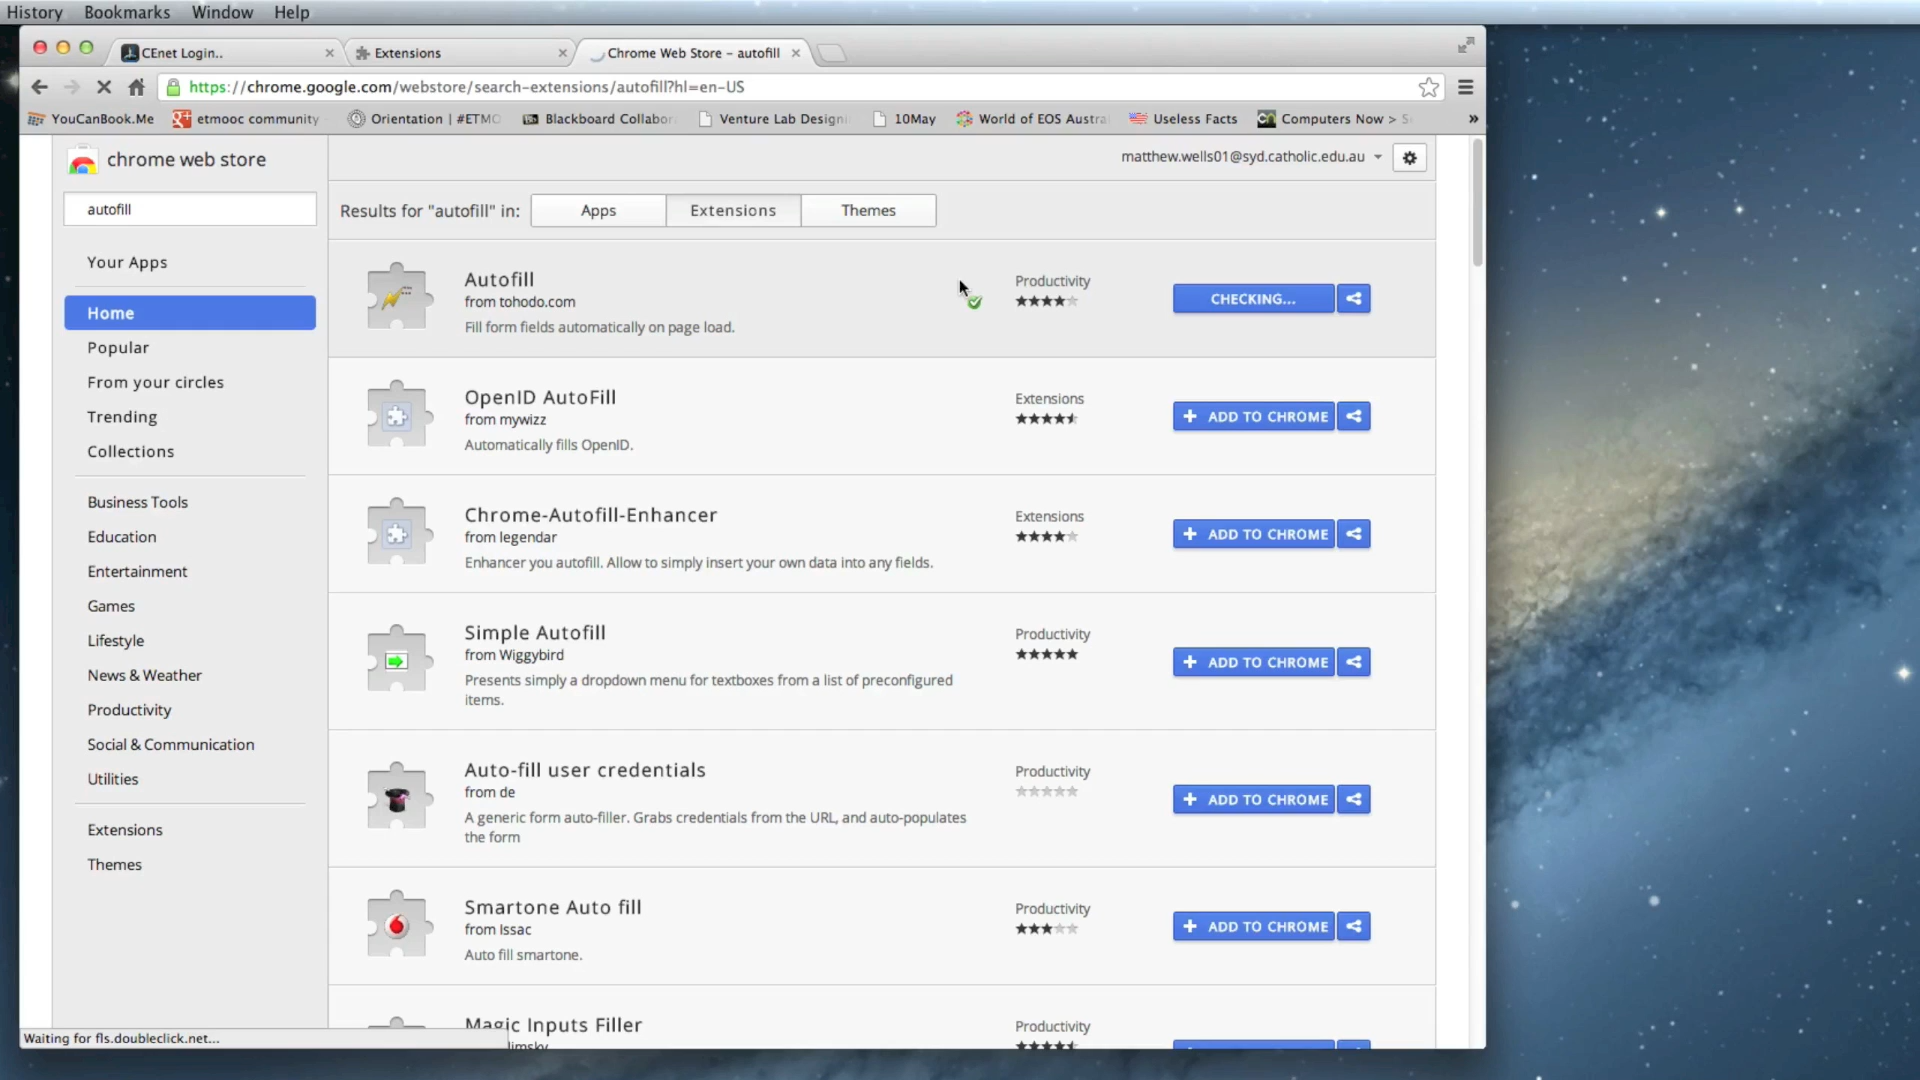 History Bookmarks Window Help
CEnet Login.. Extensions Chrome Web Store - autofill
https://chrome.google.com/webstore/search-extensions/autofill?hl=en-US
YouCanBook.Me etmooc community Orientation | #ETMO Blackboard Collabor Venture Lab Designi 10May World of EOS Austra Useless Facts Computers Now > S »
chrome web store
matthew.wells01@syd.catholic.edu.au
autofill
Results for "autofill" in: Apps Extensions Themes
Your Apps
Home
Popular
From your circles
Trending
Collections
Business Tools
Education
Entertainment
Games
Lifestyle
News & Weather
Productivity
Social & Communication
Utilities
Extensions
Themes
Autofill
from tohodo.com
Fill form fields automatically on page load.
Productivity
CHECKING...
OpenID AutoFill
from mywizz
Automatically fills OpenID.
Extensions
ADD TO CHROME
Chrome-Autofill-Enhancer
from legendar
Enhancer you autofill. Allow to simply insert your own data into any fields.
Extensions
ADD TO CHROME
Simple Autofill
from Wiggybird
Presents simply a dropdown menu for textboxes from a list of preconfigured
items.
Productivity
ADD TO CHROME
Auto-fill user credentials
from de
A generic form auto-filler. Grabs credentials from the URL, and auto-populates
the form
Productivity
ADD TO CHROME
Smartone Auto fill
from Issac
Auto fill smartone.
Productivity
ADD TO CHROME
Magic Inputs Filler
Productivity
Waiting for fls.doubleclick.net...